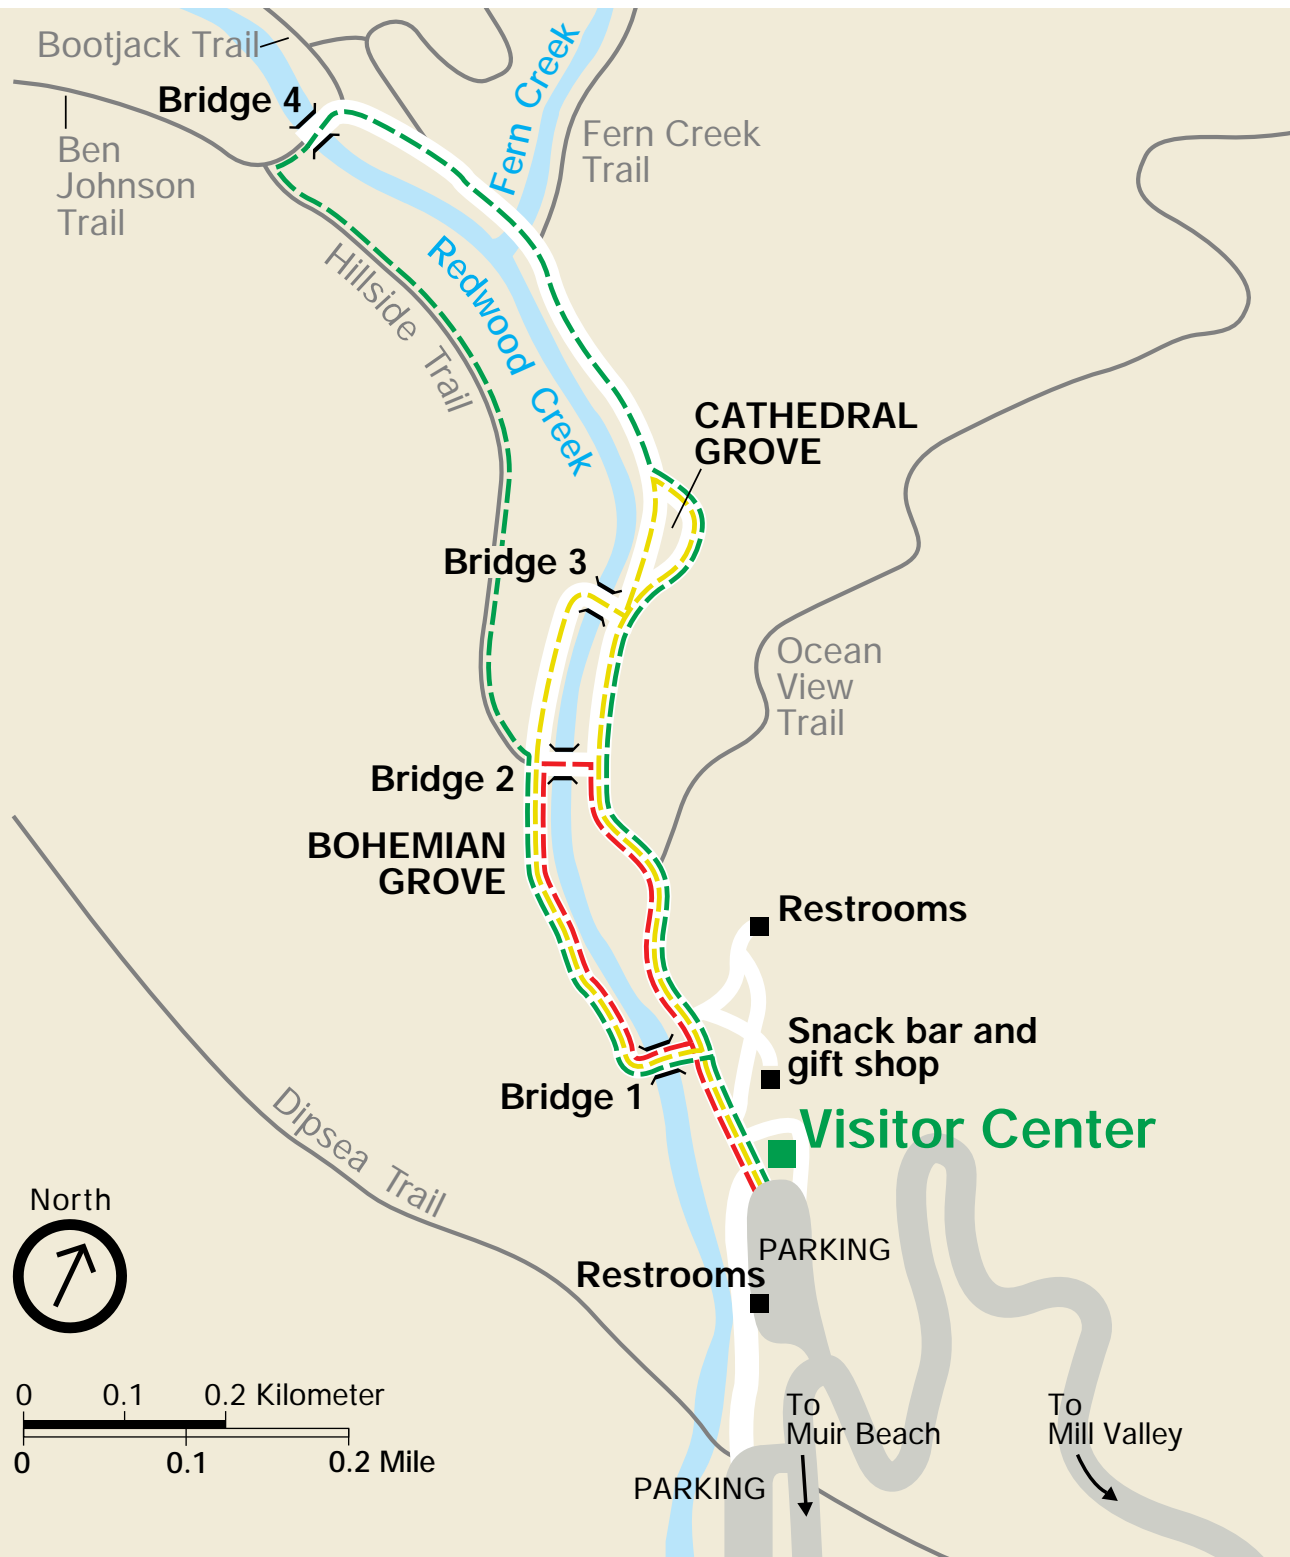 Bootjack Trail
Fern Creek
Bridge 4
Fern Creek
Trail
Ben
Johnson
Trail
Hillside Trail
Redwood Creek
CATHEDRAL
GROVE
Bridge 3
Ocean
View
Trail
Bridge 2
BOHEMIAN
GROVE
Restrooms
Snack bar and
gift shop
Bridge 1
Visitor Center
Dipsea Trail
North
PARKING
Restrooms
0 0.1 0.2 Kilometer
0 0.1 0.2 Mile
To
Muir Beach
To
Mill Valley
PARKING